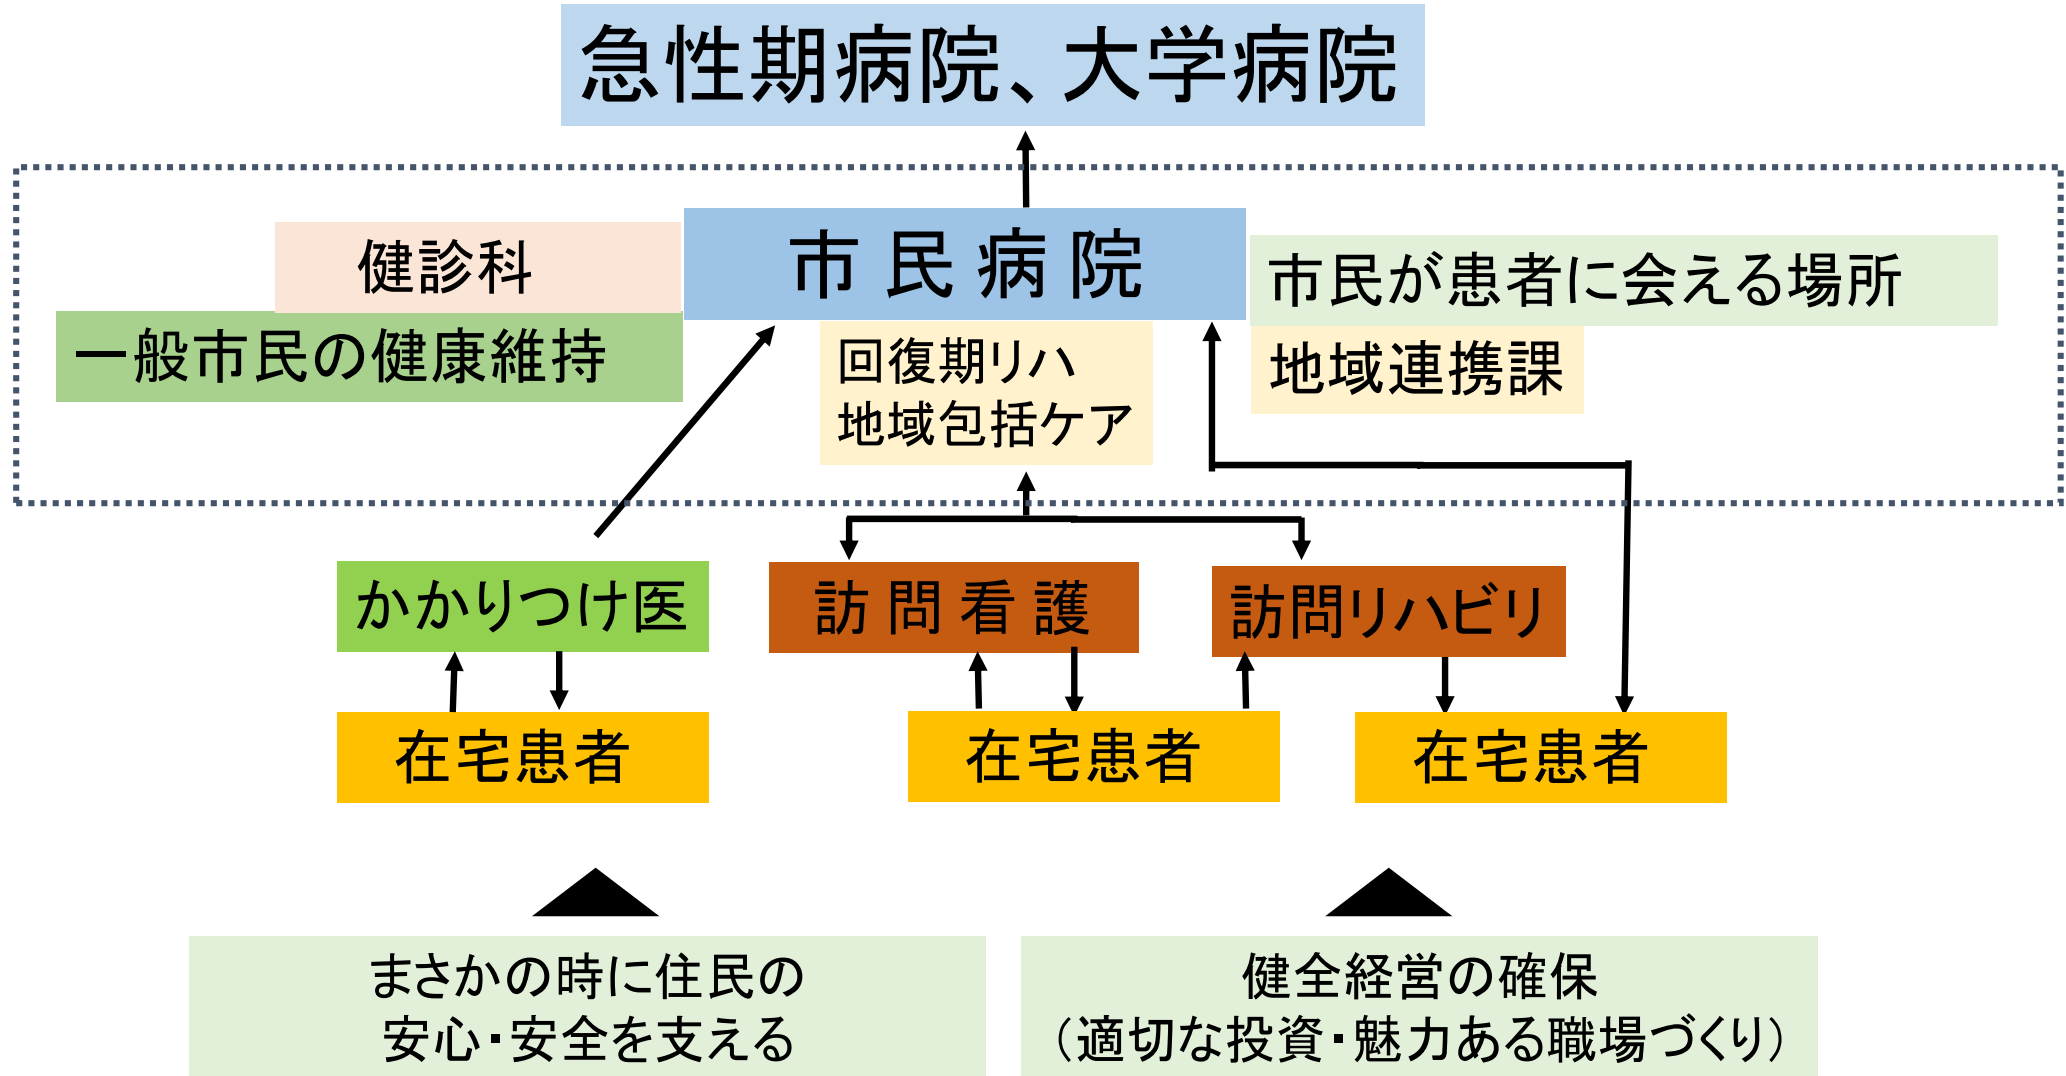 急性期病院、大学病院
健診科
市民病院
市民が患者に会える場所
一般市民の健康維持
回復期リハ
地域包括ケア
地域連携課
かかりつけ医
訪問看護
訪問リハビリ
在宅患者
在宅患者
在宅患者
まさかの時に住民の
安心・安全を支える
健全経営の確保
（適切な投資・魅力ある職場づくり）